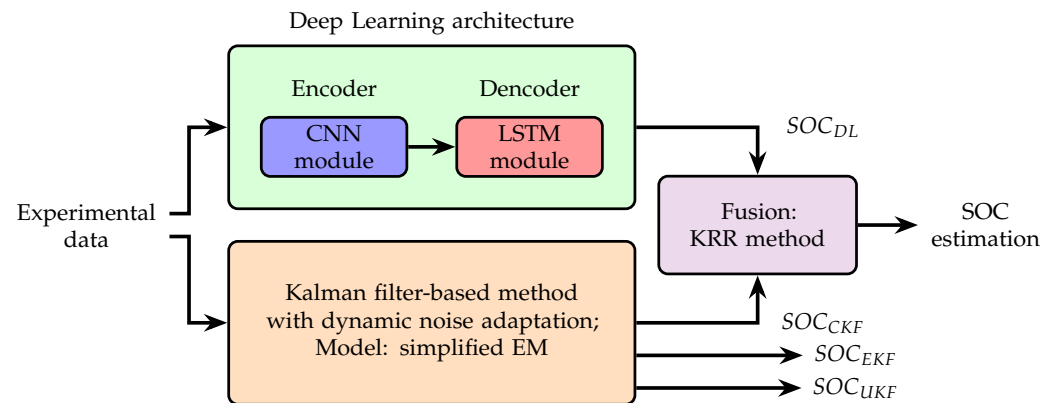 Deep Learning architecture
Encoder
Dencoder
CNN
module
LSTM
module
SOC_DL
Experimental
data
Fusion:
KRR method
SOC
estimation
Kalman filter-based method
with dynamic noise adaptation;
Model: simplified EM
SOC_CKF
SOC_EKF
SOC_UKF